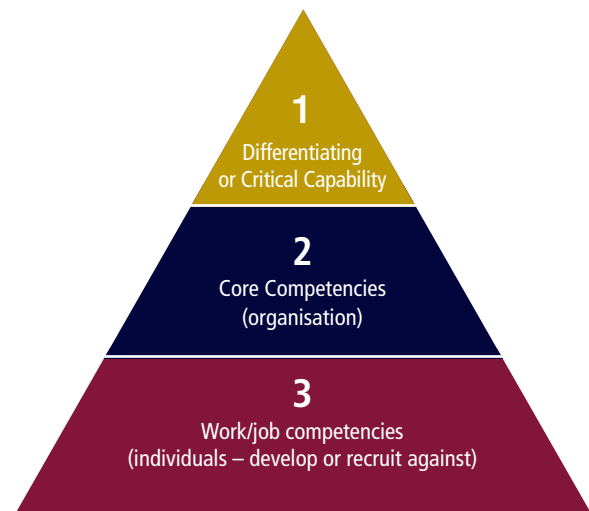 1
Differentiating
or Critical Capability
2
Core Competencies
(organisation)
3
Work/job competencies
(individuals – develop or recruit against)